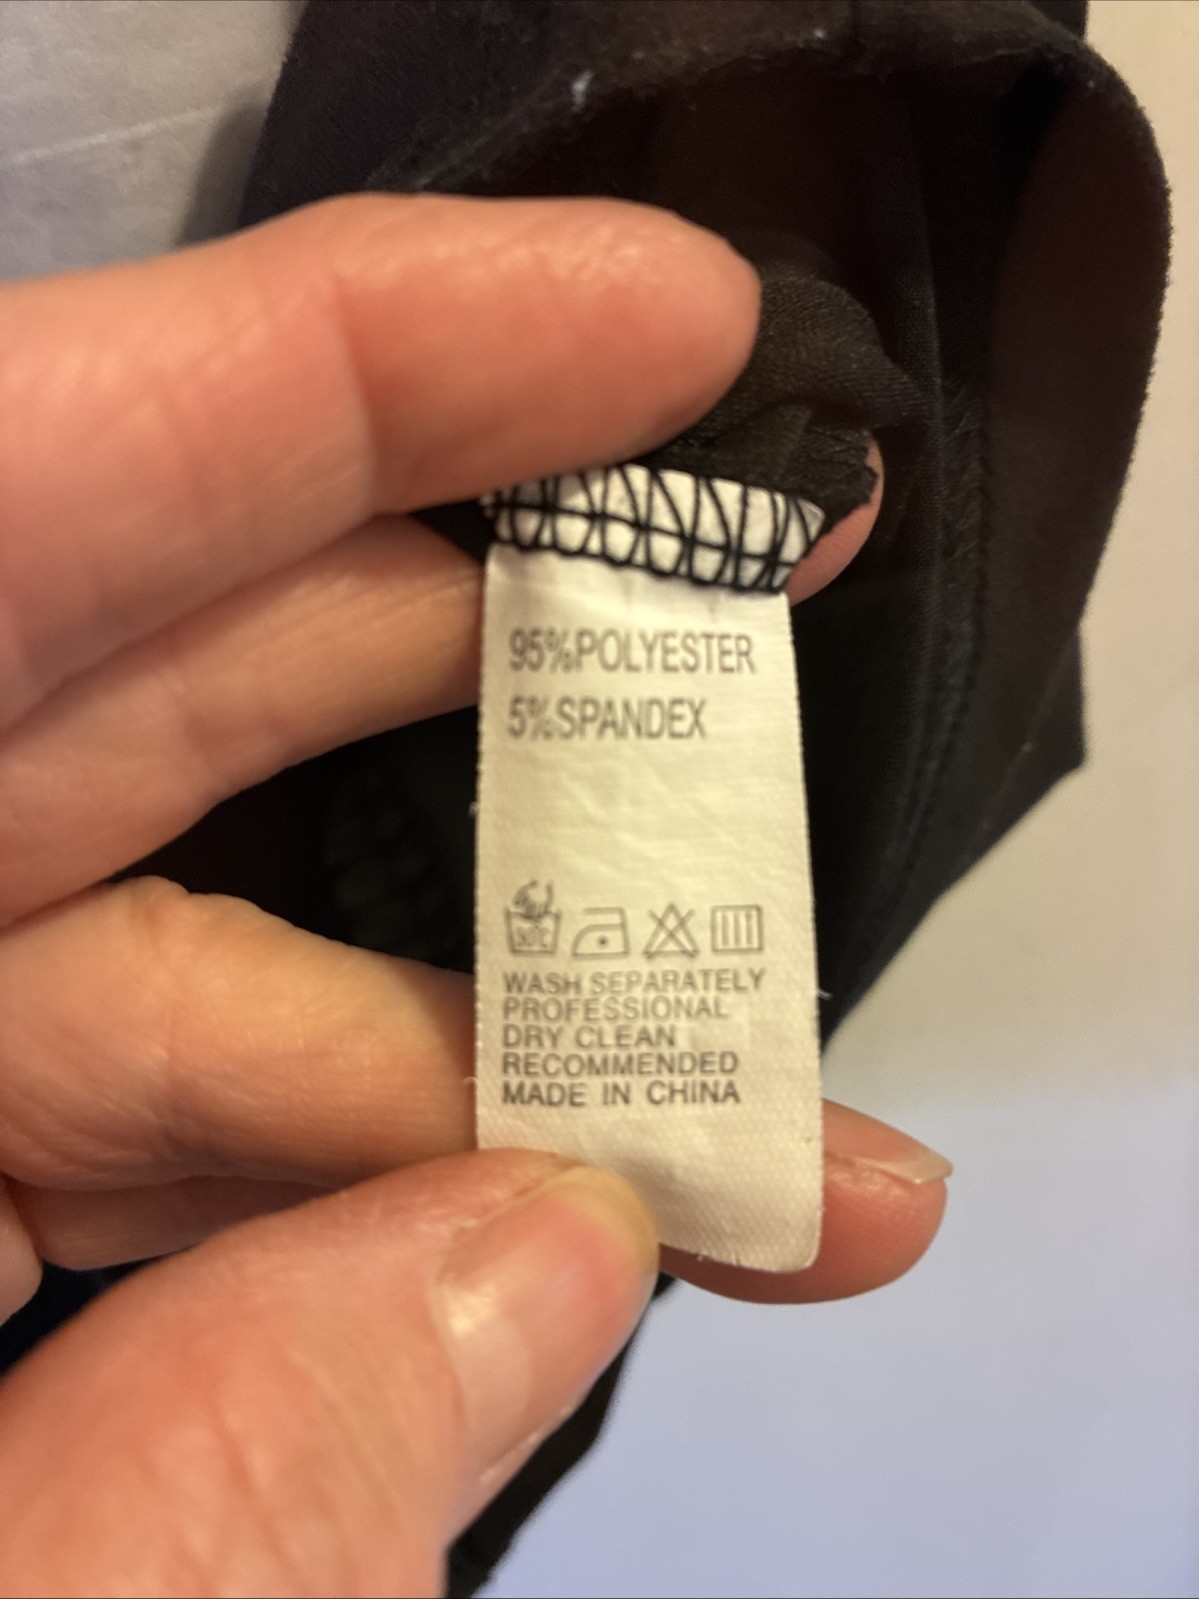 95%POLYESTER
5%SPANDEX
30°C
WASH SEPARATELY
PROFESSIONAL
DRY CLEAN
RECOMMENDED
MADE IN CHINA